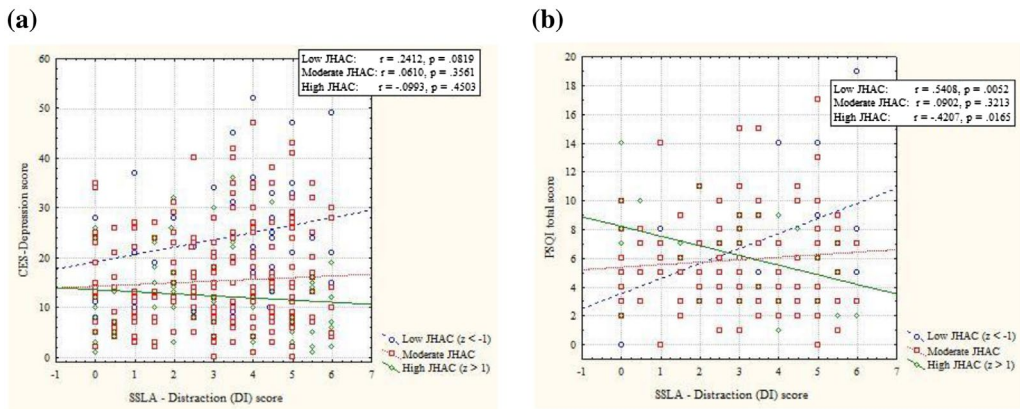 (a)
Low JHAC: r = .2412, p = .0819
Moderate JHAC: r = .0610, p = .3561
High JHAC: r = -.0993, p = .4503
60
50
40
30
20
10
0
CES-Depression score
-1 0 1 2 3 4 5 6 7
SSLA - Distraction (DI) score
Low JHAC (z < -1)
Moderate JHAC
High JHAC (z > 1)
(b)
Low JHAC: r = .5408, p = .0052
Moderate JHAC: r = .0902, p = .3213
High JHAC: r = -.4207, p = .0165
20
18
16
14
12
10
8
6
4
2
0
PSQI total score
-1 0 1 2 3 4 5 6 7
SSLA - Distraction (DI) score
Low JHAC (z < -1)
Moderate JHAC
High JHAC (z > 1)